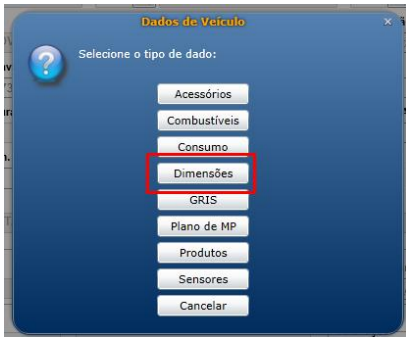 Dados de Veículo
Selecione o tipo de dado:
Acessórios
Combustíveis
Consumo
Dimensões
GRIS
Plano de MP
Produtos
Sensores
Cancelar